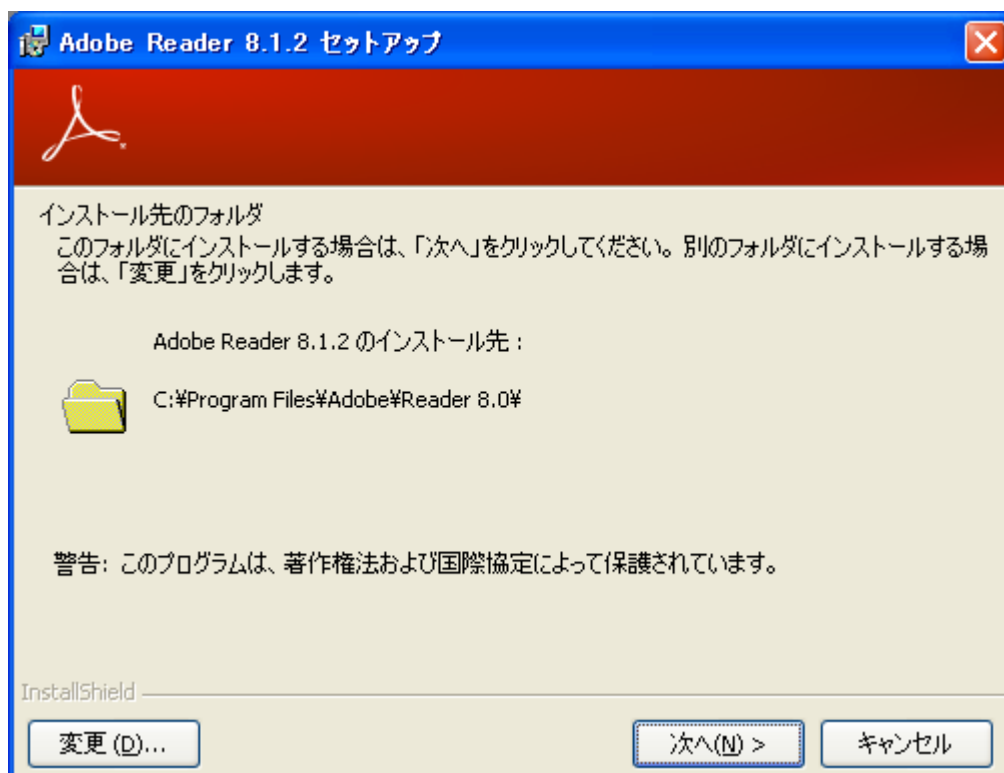 Adobe Reader 8.1.2 セットアップ
インストール先のフォルダ
このフォルダにインストールする場合は、「次へ」をクリックしてください。別のフォルダにインストールする場
合は、「変更」をクリックします。
Adobe Reader 8.1.2 のインストール先 :
C:¥Program Files¥Adobe¥Reader 8.0¥
警告: このプログラムは、著作権法および国際協定によって保護されています。
InstallShield
変更 (D)... 次へ(N) > キャンセル